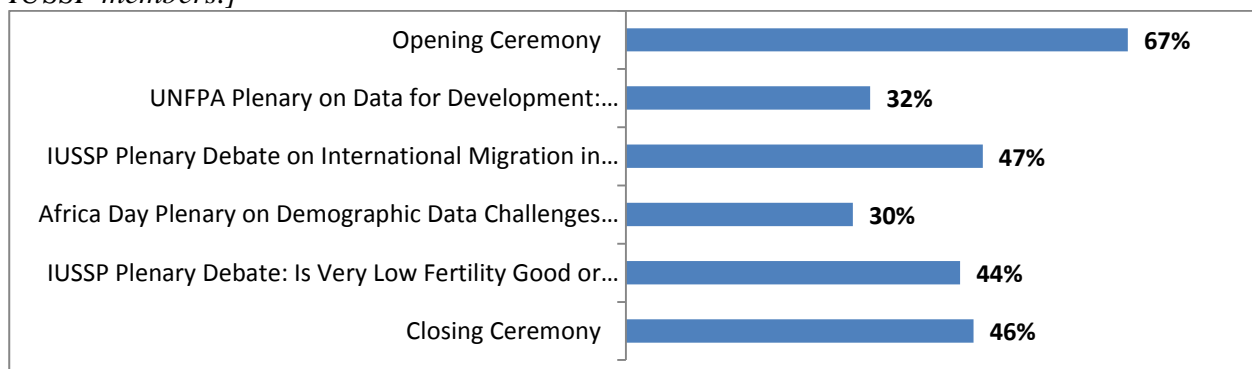 IUSSP members.]
Opening Ceremony 67%
UNFPA Plenary on Data for Development:... 32%
IUSSP Plenary Debate on International Migration in... 47%
Africa Day Plenary on Demographic Data Challenges... 30%
IUSSP Plenary Debate: Is Very Low Fertility Good or... 44%
Closing Ceremony 46%